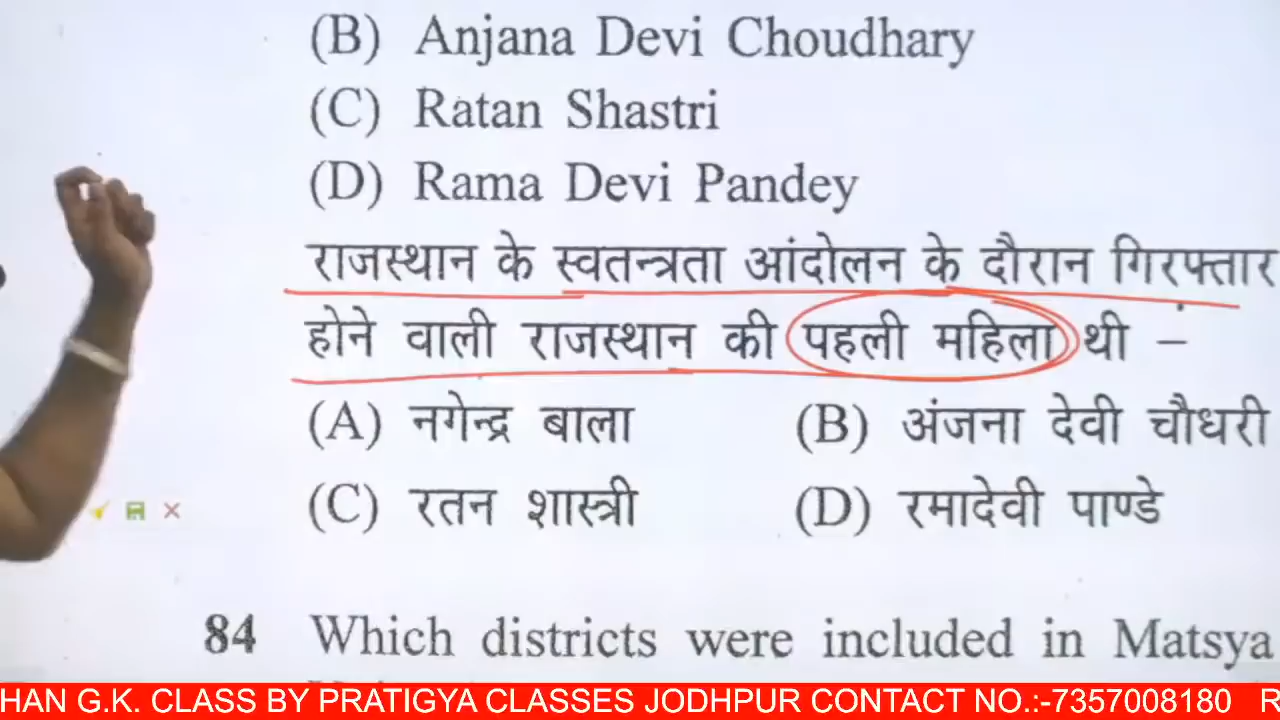 (B) Anjana Devi Choudhary
(C) Ratan Shastri
(D) Rama Devi Pandey
राजस्थान के स्वतन्त्रता आंदोलन के दौरान गिरफ्तार
होने वाली राजस्थान की पहली महिला थी –
(A) नगेन्द्र बाला (B) अंजना देवी चौधरी
(C) रतन शास्त्री (D) रमादेवी पाण्डे
84 Which districts were included in Matsya
HAN G.K. CLASS BY PRATIGYA CLASSES JODHPUR CONTACT NO.:-7357008180 R